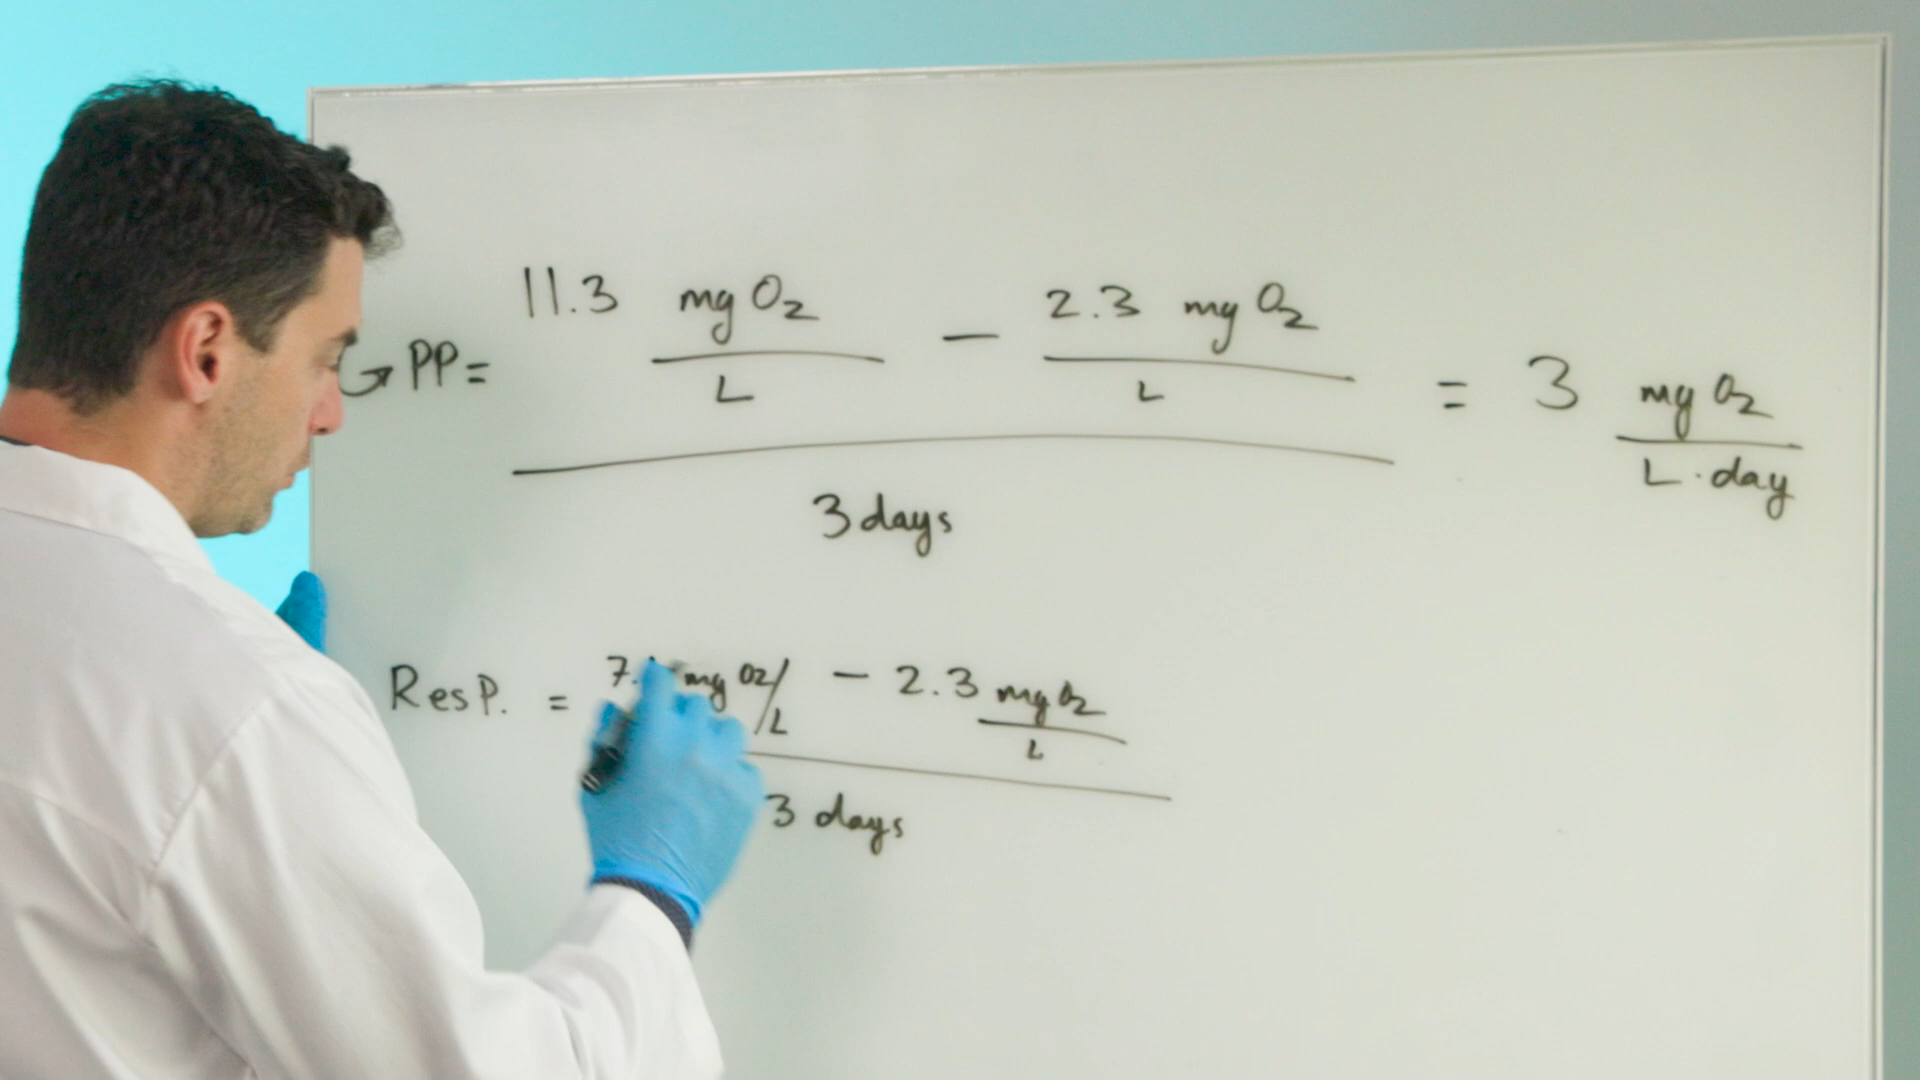 GPP = 11.3 mg O2 / L − 2.3 mg O2 / L = 3 mg O2 / L · day
3 days
Resp. = mg O2/L − 2.3 mg O2 / L
3 days